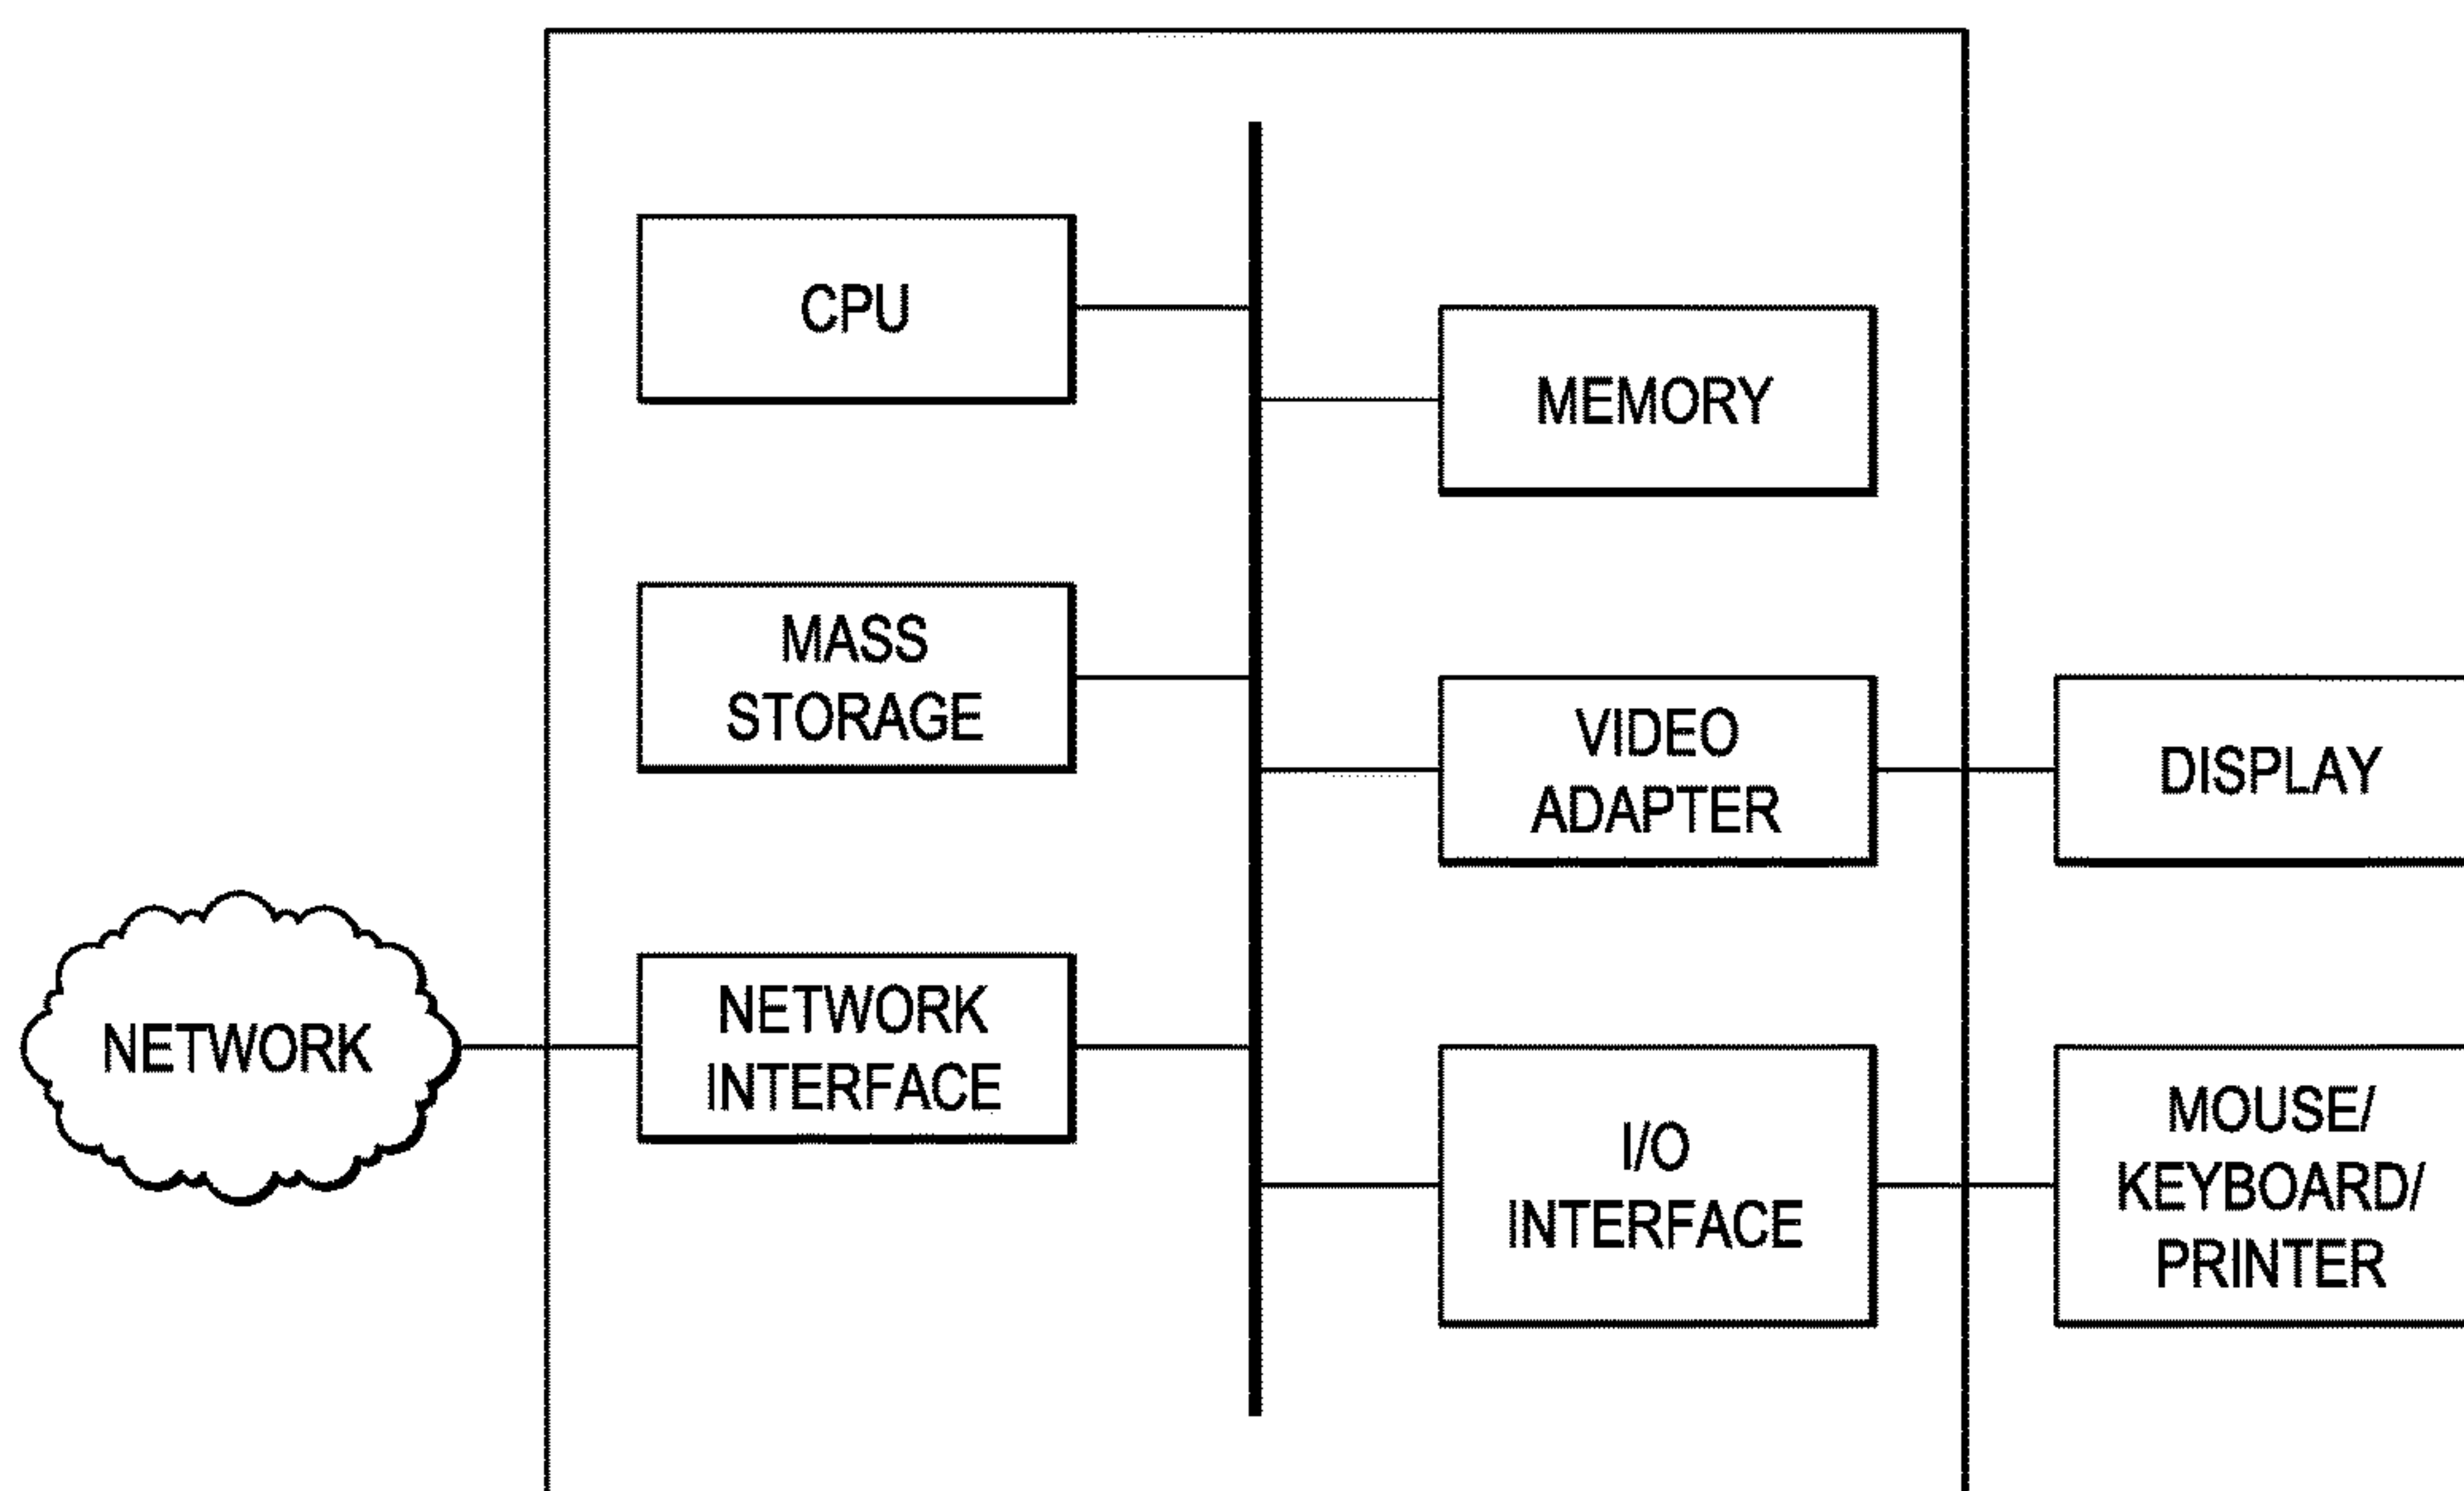 CPU
MEMORY
MASS
STORAGE
VIDEO
ADAPTER
DISPLAY
NETWORK
NETWORK
INTERFACE
I/O
INTERFACE
MOUSE/
KEYBOARD/
PRINTER